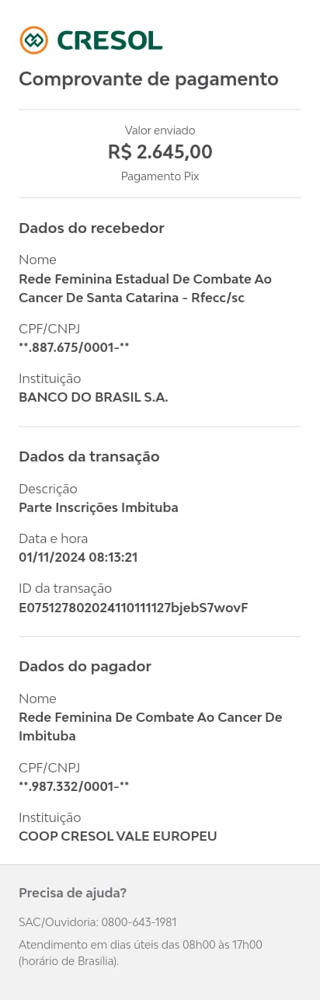 CRESOL
Comprovante de pagamento
Valor enviado
R$ 2.645,00
Pagamento Pix
Dados do recebedor
Nome
Rede Feminina Estadual De Combate Ao
Cancer De Santa Catarina - Rfecc/sc
CPF/CNPJ
**.887.675/0001-**
Instituição
BANCO DO BRASIL S.A.
Dados da transação
Descrição
Parte Inscrições Imbituba
Data e hora
01/11/2024 08:13:21
ID da transação
E075127802024110111127bjebS7wovF
Dados do pagador
Nome
Rede Feminina De Combate Ao Cancer De
Imbituba
CPF/CNPJ
**.987.332/0001-**
Instituição
COOP CRESOL VALE EUROPEU
Precisa de ajuda?
SAC/Ouvidoria: 0800-643-1981
Atendimento em dias úteis das 08h00 às 17h00
(horário de Brasília).